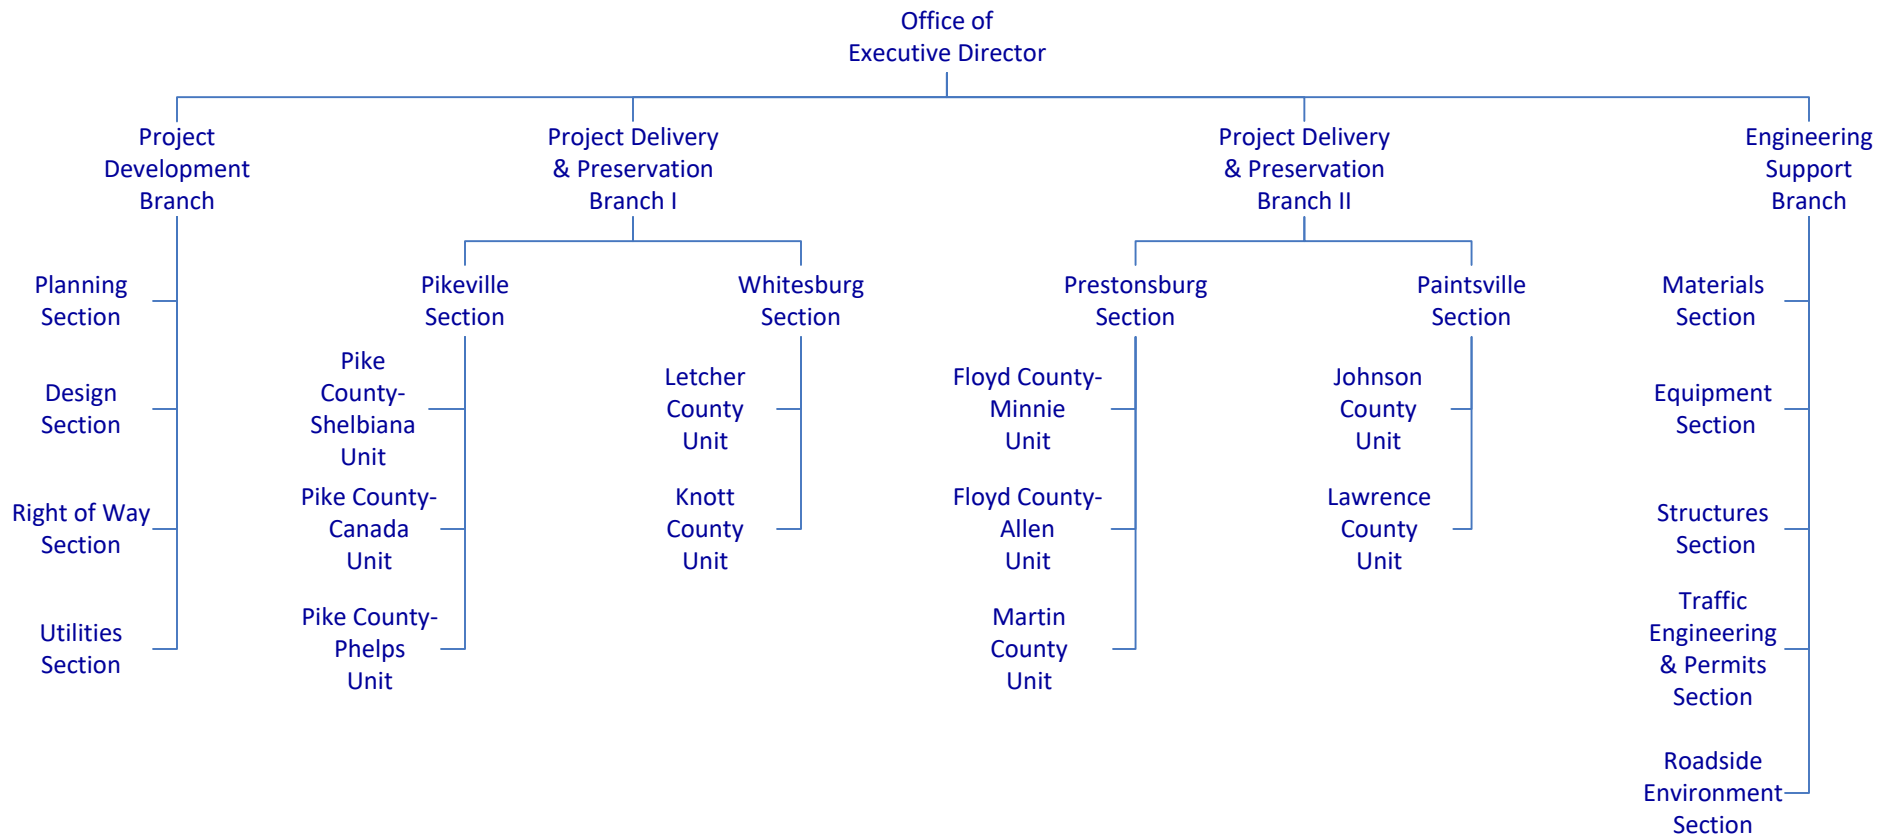 Office of
Executive Director
Project
Development
Branch
Project Delivery
& Preservation
Branch I
Project Delivery
& Preservation
Branch II
Engineering
Support
Branch
Planning
Section
Design
Section
Right of Way
Section
Utilities
Section
Pikeville
Section
Pike
County-
Shelbiana
Unit
Pike County-
Canada
Unit
Pike County-
Phelps
Unit
Whitesburg
Section
Letcher
County
Unit
Knott
County
Unit
Prestonsburg
Section
Floyd County-
Minnie
Unit
Floyd County-
Allen
Unit
Martin
County
Unit
Paintsville
Section
Johnson
County
Unit
Lawrence
County
Unit
Materials
Section
Equipment
Section
Structures
Section
Traffic
Engineering
& Permits
Section
Roadside
Environment
Section